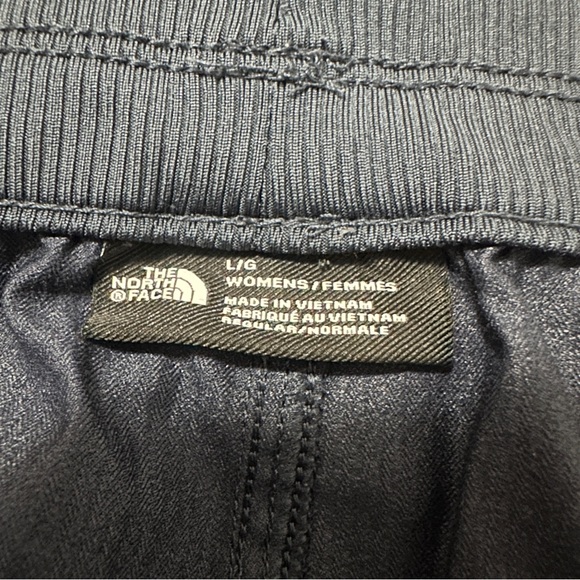 THE
NORTH
FACE
L/G
WOMENS/FEMMES
MADE IN VIETNAM
FABRIQUÉ AU VIETNAM
REGULAR/NORMALE